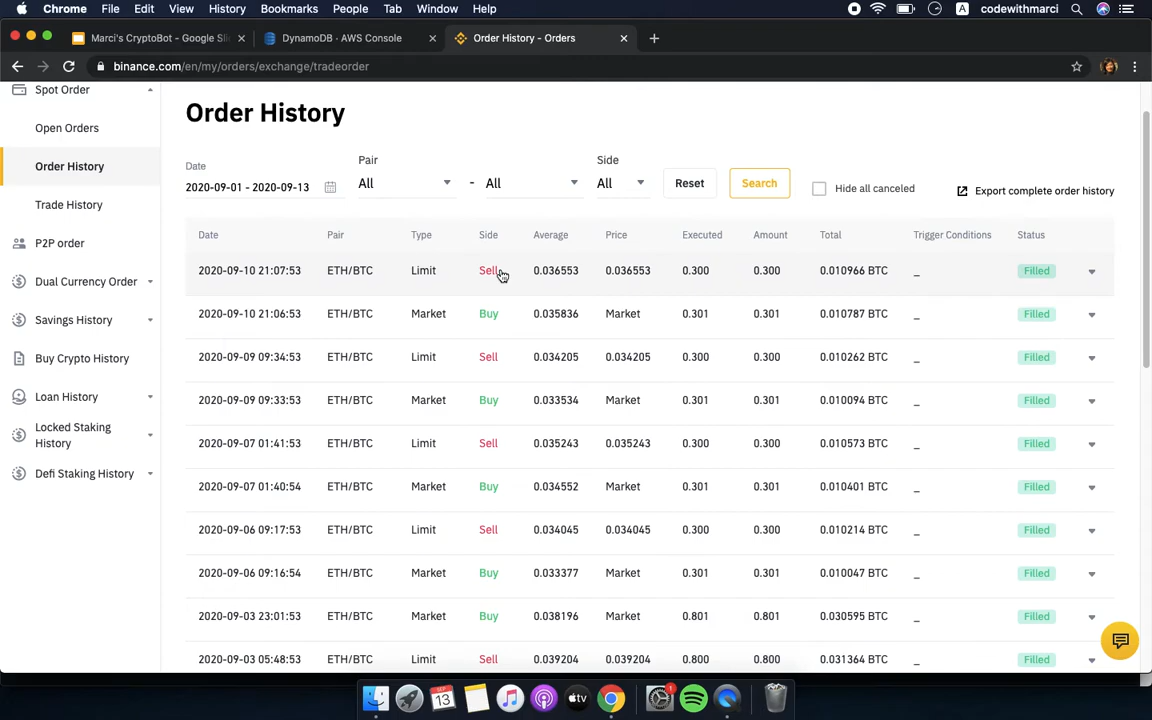 Chrome File Edit View History Bookmarks People Tab Window Help A codewithmarci
Marci's CryptoBot - Google Sli
DynamoDB · AWS Console
Order History - Orders
binance.com/en/my/orders/exchange/tradeorder
Spot Order
Open Orders
Order History
Trade History
P2P order
Dual Currency Order
Savings History
Buy Crypto History
Loan History
Locked Staking
History
Defi Staking History
Order History
Date Pair Side
2020-09-01 - 2020-09-13 All - All All Reset Search Hide all canceled Export complete order history
Date Pair Type Side Average Price Executed Amount Total Trigger Conditions Status
2020-09-10 21:07:53 ETH/BTC Limit Sell 0.036553 0.036553 0.300 0.300 0.010966 BTC _ Filled
2020-09-10 21:06:53 ETH/BTC Market Buy 0.035836 Market 0.301 0.301 0.010787 BTC _ Filled
2020-09-09 09:34:53 ETH/BTC Limit Sell 0.034205 0.034205 0.300 0.300 0.010262 BTC _ Filled
2020-09-09 09:33:53 ETH/BTC Market Buy 0.033534 Market 0.301 0.301 0.010094 BTC _ Filled
2020-09-07 01:41:53 ETH/BTC Limit Sell 0.035243 0.035243 0.300 0.300 0.010573 BTC _ Filled
2020-09-07 01:40:54 ETH/BTC Market Buy 0.034552 Market 0.301 0.301 0.010401 BTC _ Filled
2020-09-06 09:17:53 ETH/BTC Limit Sell 0.034045 0.034045 0.300 0.300 0.010214 BTC _ Filled
2020-09-06 09:16:54 ETH/BTC Market Buy 0.033377 Market 0.301 0.301 0.010047 BTC _ Filled
2020-09-03 23:01:53 ETH/BTC Market Buy 0.038196 Market 0.801 0.801 0.030595 BTC _ Filled
2020-09-03 05:48:53 ETH/BTC Limit Sell 0.039204 0.039204 0.800 0.800 0.031364 BTC _ Filled
SEP
13
tv
1